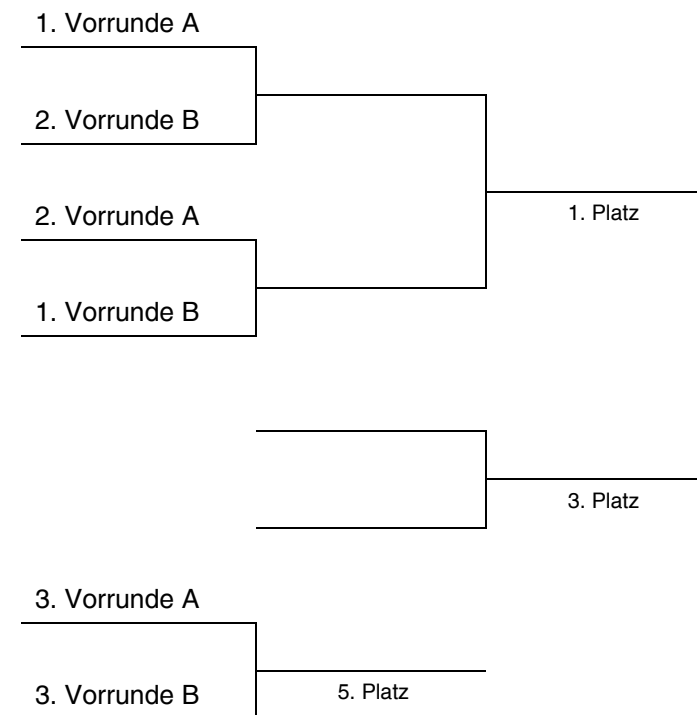 1. Vorrunde A
2. Vorrunde B
2. Vorrunde A
1. Platz
1. Vorrunde B
3. Platz
3. Vorrunde A
3. Vorrunde B
5. Platz